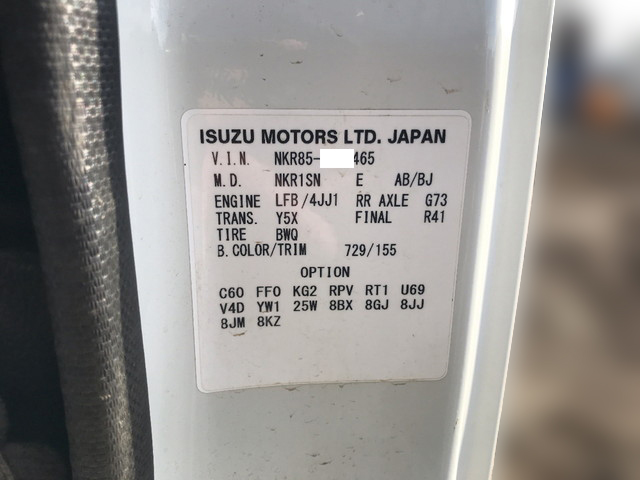 ISUZU MOTORS LTD. JAPAN
V.I.N. NKR85- 465
M.D. NKR1SN E AB/BJ
ENGINE LFB/4JJ1 RR AXLE G73
TRANS. Y5X FINAL R41
TIRE BWQ
B.COLOR/TRIM 729/155
OPTION
C60 FF0 KG2 RPV RT1 U69
V4D YW1 25W 8BX 8GJ 8JJ
8JM 8KZ